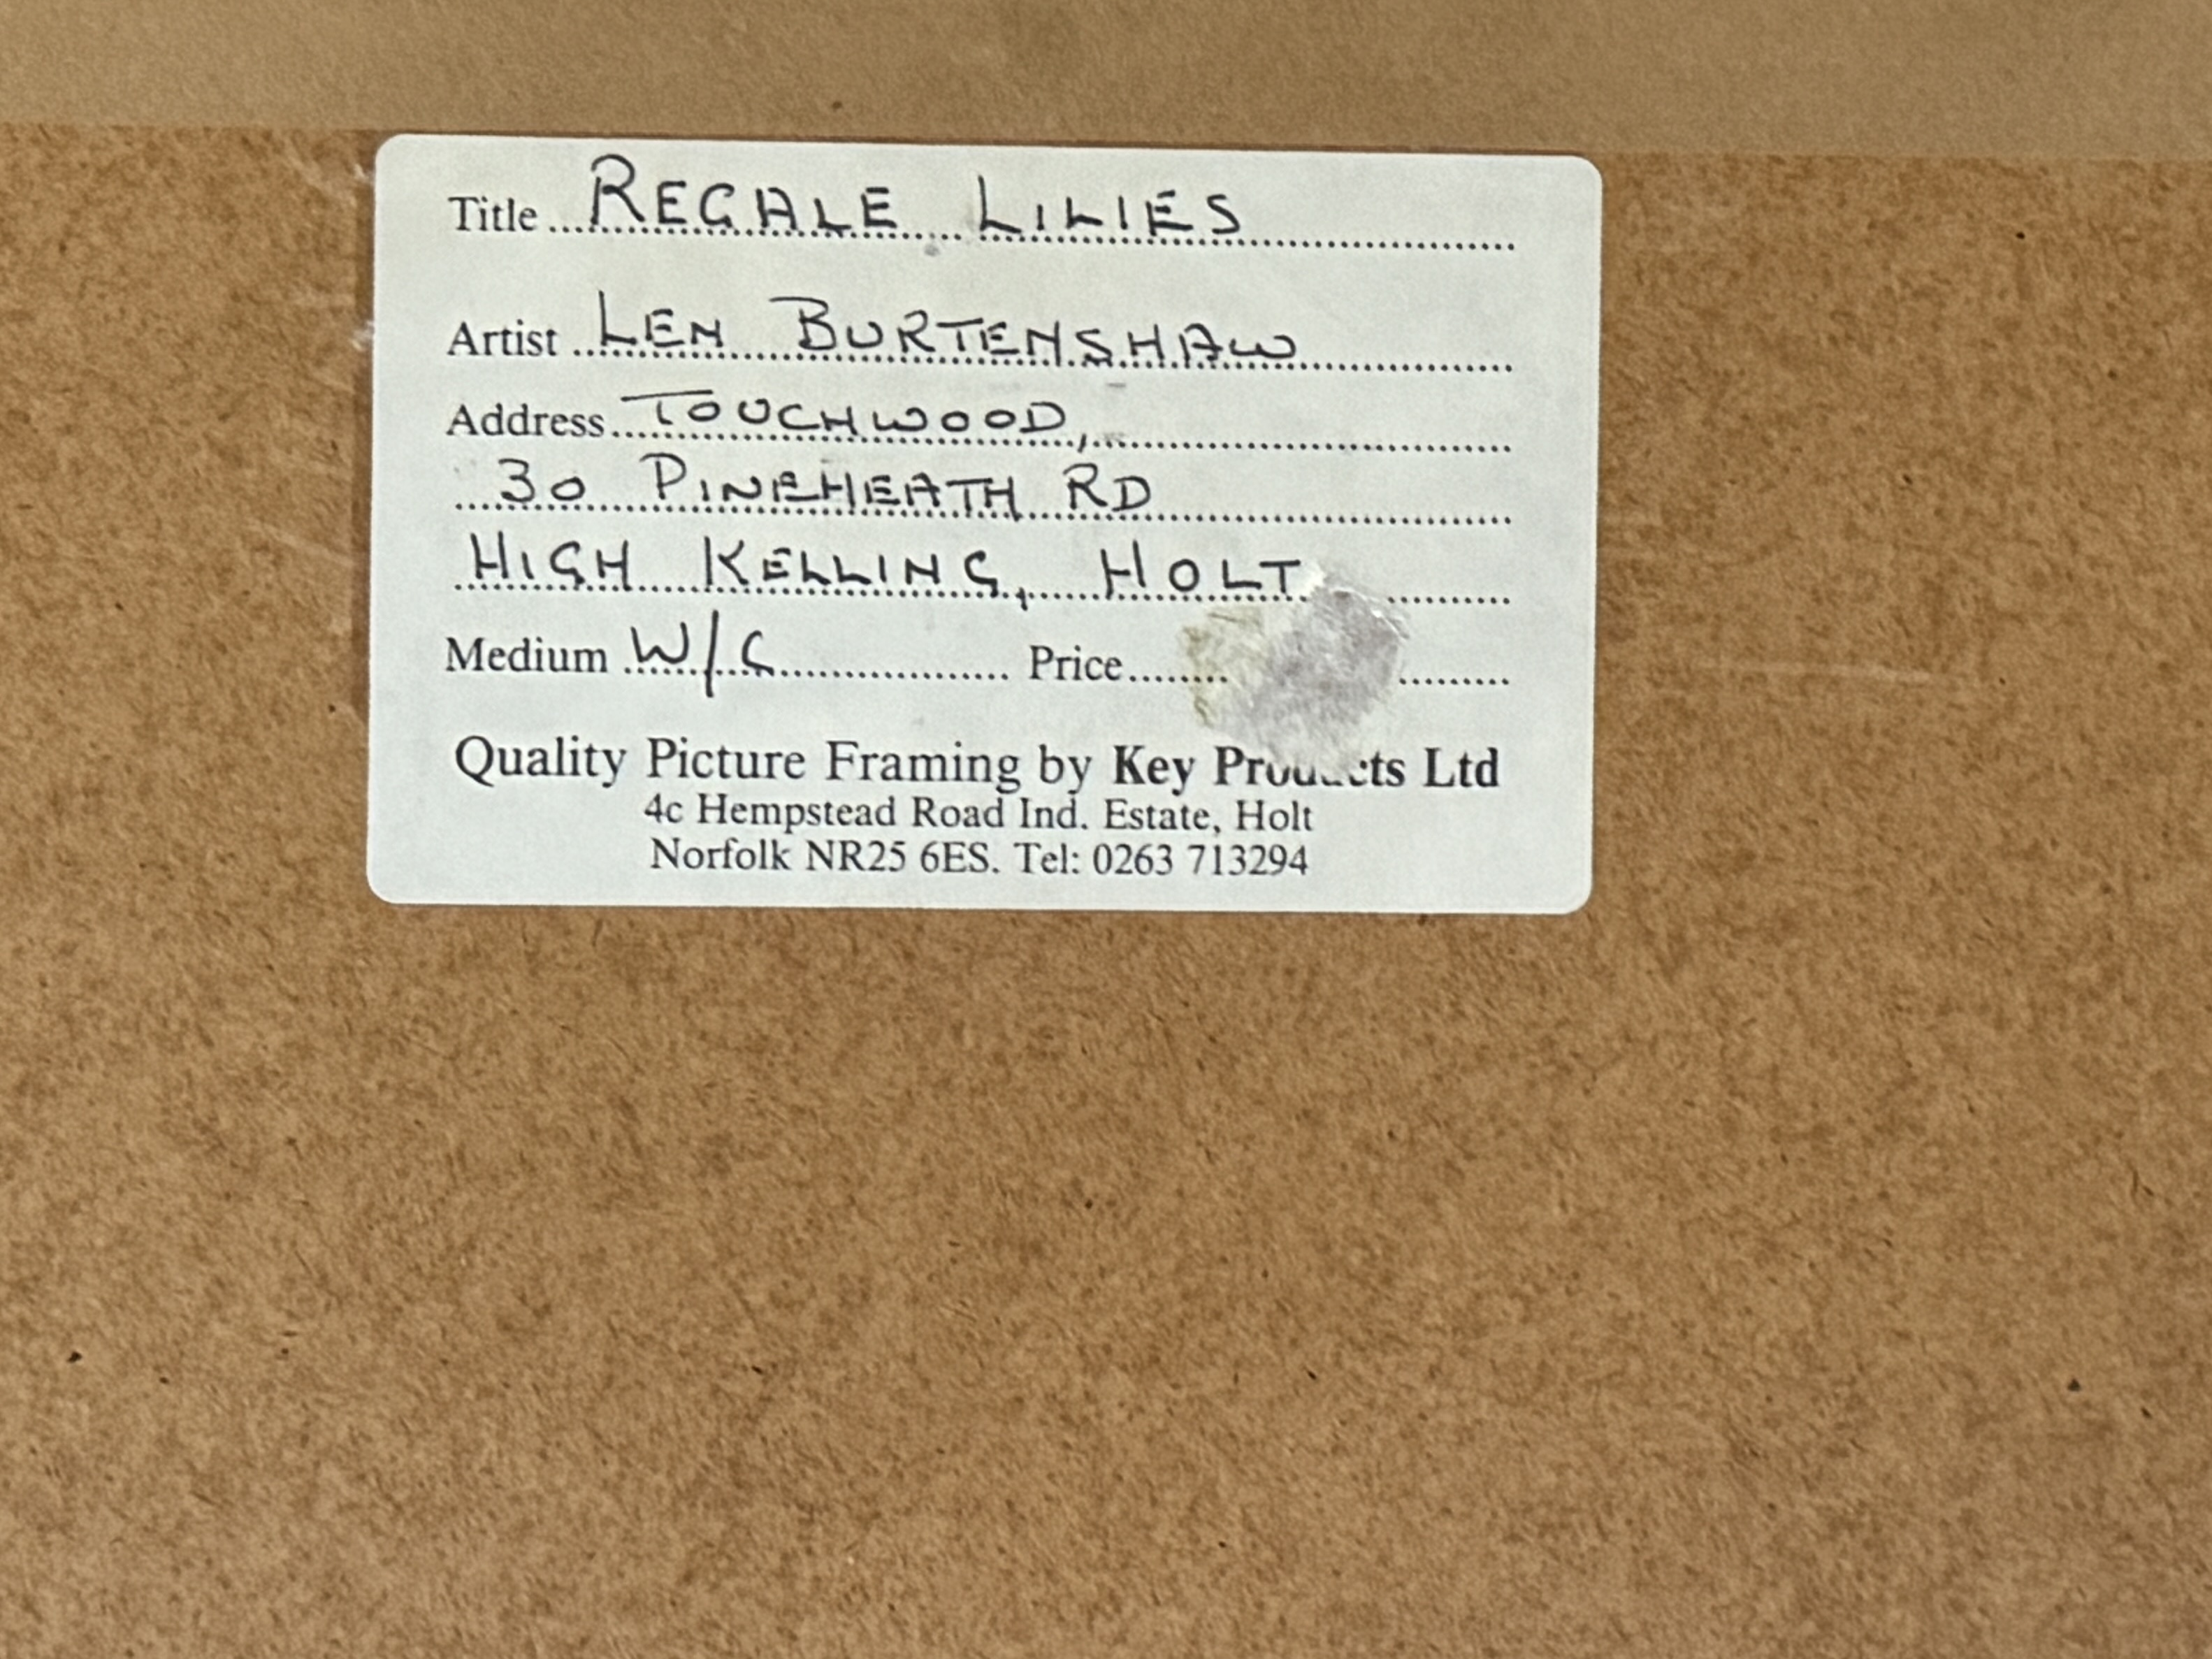 Title REGALE LILIES
Artist LEN BURTENSHAW
Address TOUCHWOOD,
30 PINEHEATH RD
HIGH KELLING, HOLT
Medium W/C Price
Quality Picture Framing by Key Products Ltd
4c Hempstead Road Ind. Estate, Holt
Norfolk NR25 6ES. Tel: 0263 713294